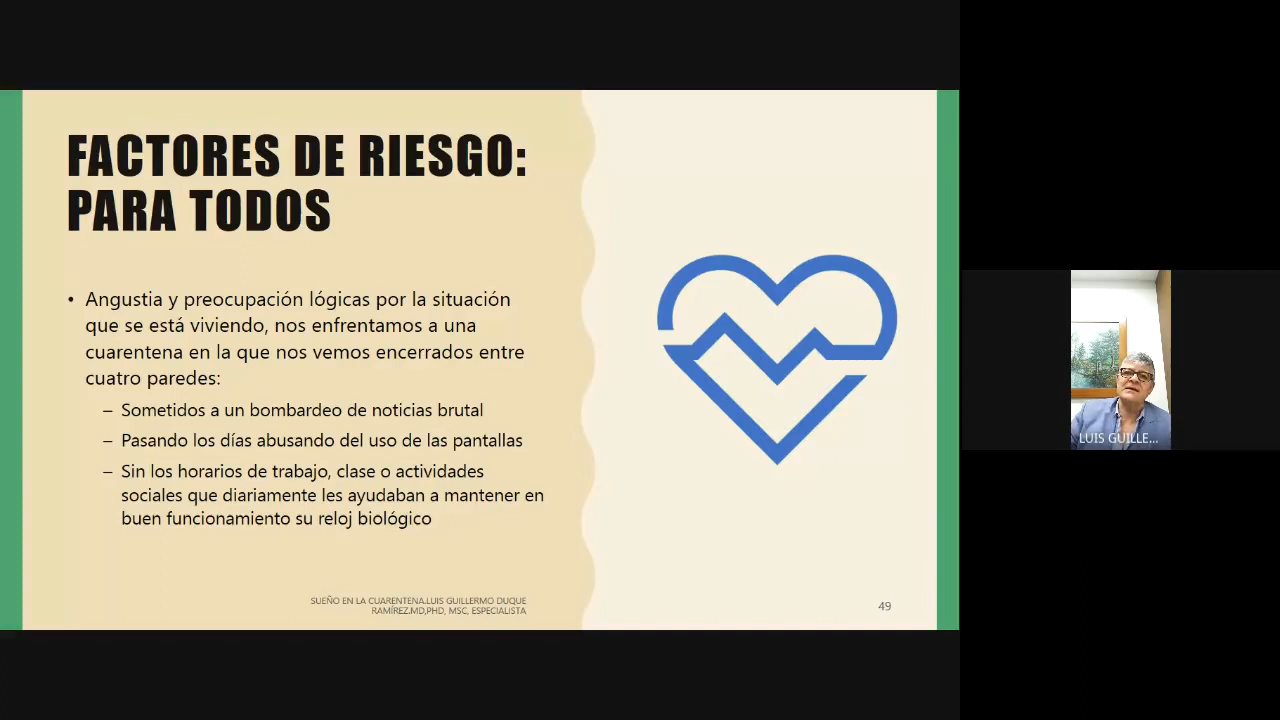 FACTORES DE RIESGO:
PARA TODOS
• Angustia y preocupación lógicas por la situación
que se está viviendo, nos enfrentamos a una
cuarentena en la que nos vemos encerrados entre
cuatro paredes:
– Sometidos a un bombardeo de noticias brutal
– Pasando los días abusando del uso de las pantallas
– Sin los horarios de trabajo, clase o actividades
sociales que diariamente les ayudaban a mantener en
buen funcionamiento su reloj biológico
SUEÑO EN LA CUARENTENA.LUIS GUILLERMO DUQUE
RAMÍREZ.MD,PHD, MSC, ESPECIALISTA
49
LUIS GUILLE...